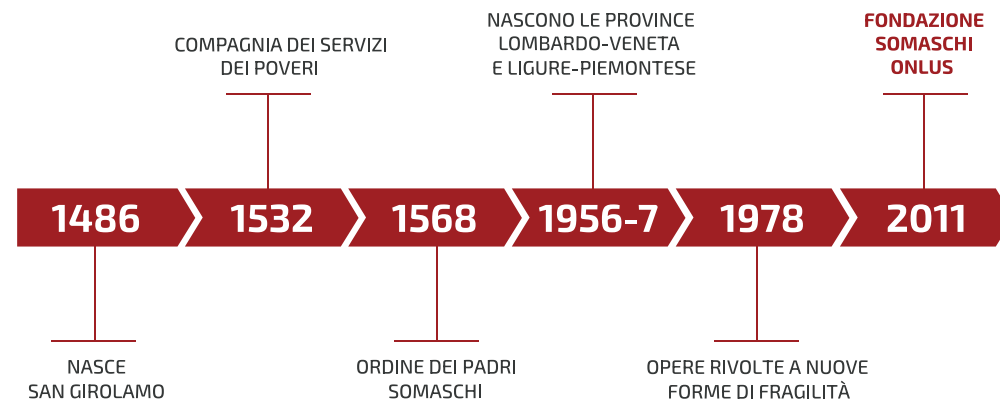 NASCONO LE PROVINCE
LOMBARDO-VENETA
E LIGURE-PIEMONTESE
FONDAZIONE
SOMASCHI
ONLUS
COMPAGNIA DEI SERVIZI
DEI POVERI
1486
1532
1568
1956-7
1978
2011
NASCE
SAN GIROLAMO
ORDINE DEI PADRI
SOMASCHI
OPERE RIVOLTE A NUOVE
FORME DI FRAGILITÀ